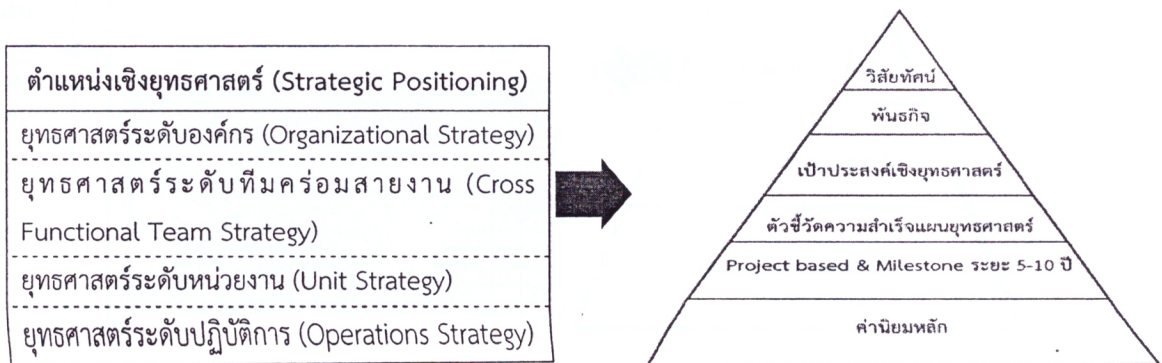 ตำแหน่งเชิงยุทธศาสตร์ (Strategic Positioning)
ยุทธศาสตร์ระดับองค์กร (Organizational Strategy)
ยุทธศาสตร์ระดับทีมคร่อมสายงาน (Cross
Functional Team Strategy)
ยุทธศาสตร์ระดับหน่วยงาน (Unit Strategy)
ยุทธศาสตร์ระดับปฏิบัติการ (Operations Strategy)
วิสัยทัศน์
พันธกิจ
เป้าประสงค์เชิงยุทธศาสตร์
ตัวชี้วัดความสำเร็จแผนยุทธศาสตร์
Project based & Milestone ระยะ 5-10 ปี
ค่านิยมหลัก